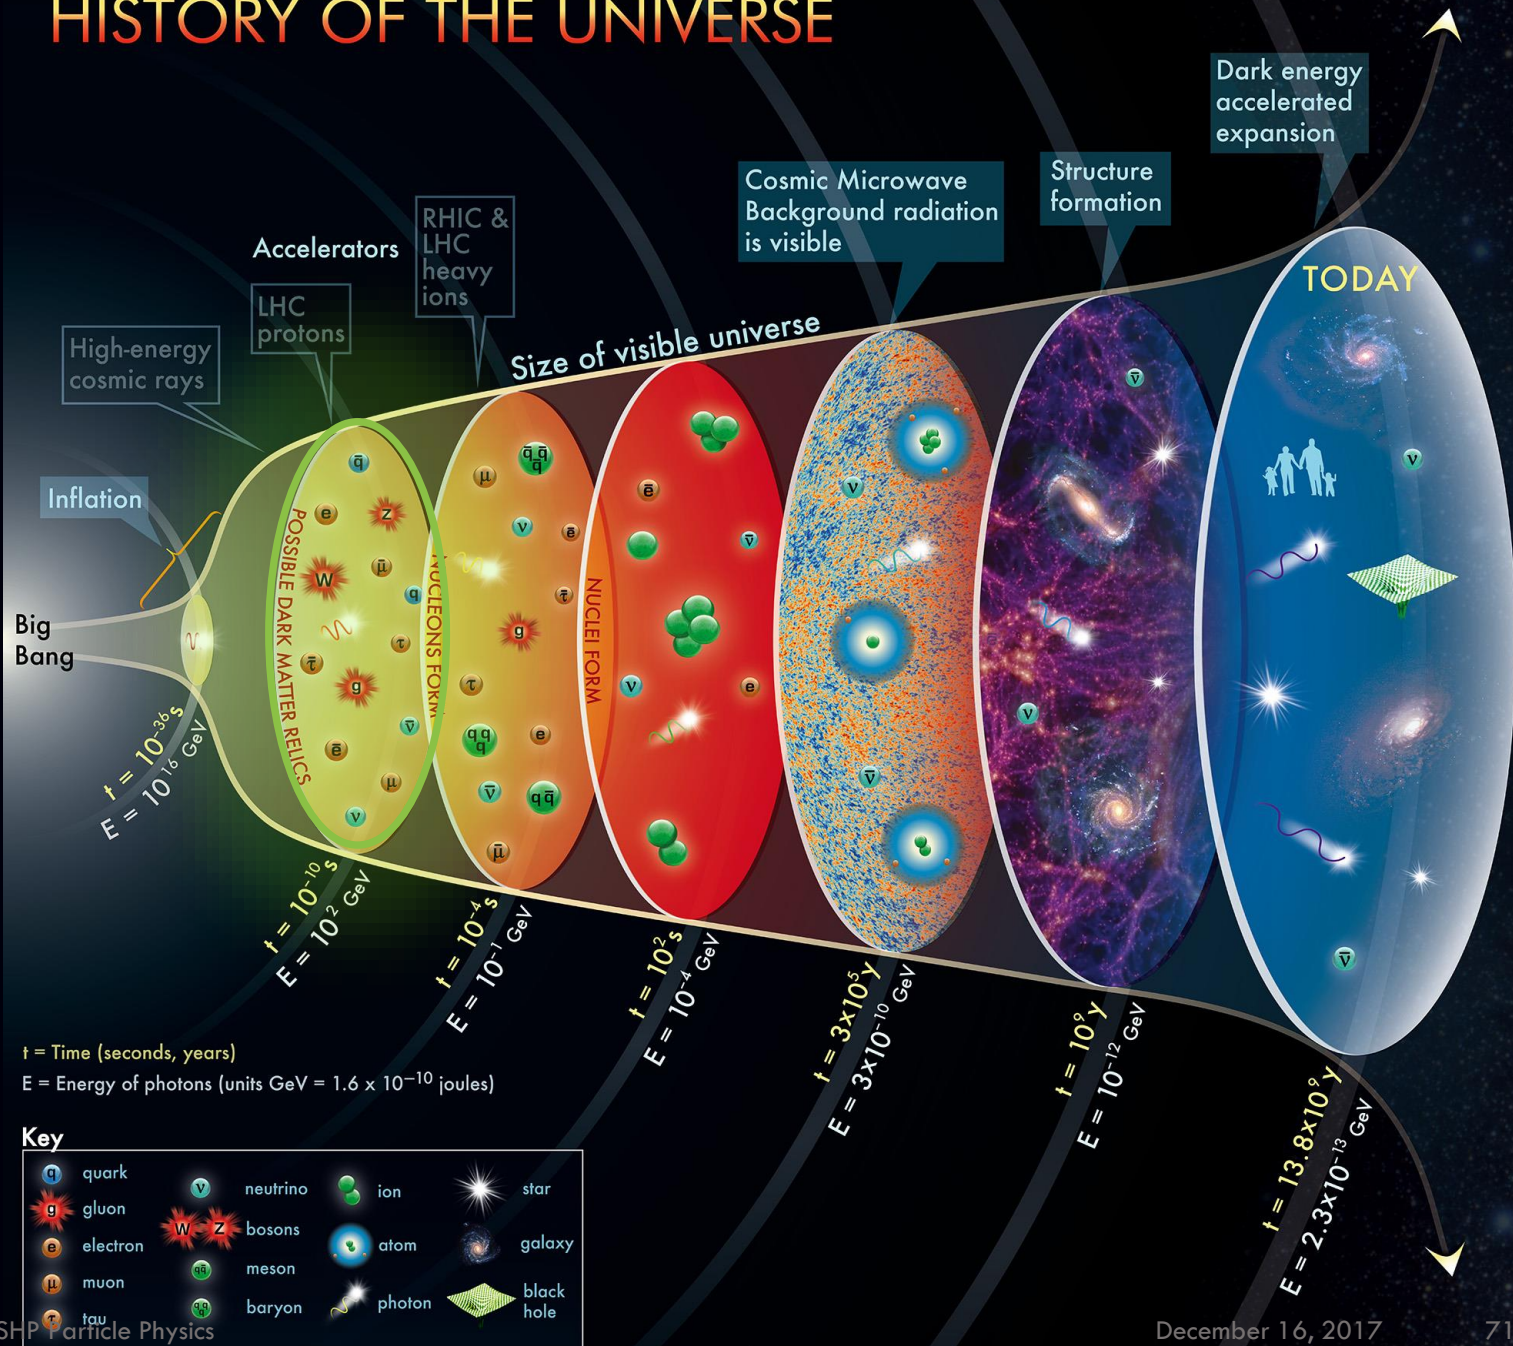 HISTORY OF THE UNIVERSE
Dark energy
accelerated
expansion
Structure
formation
Cosmic Microwave
Background radiation
is visible
RHIC &
LHC
heavy
ions
Accelerators
LHC
protons
High-energy
cosmic rays
Size of visible universe
TODAY
Inflation
Big
Bang
POSSIBLE DARK MATTER RELICS
NUCLEONS FORM
NUCLEI FORM
q̄
e
Z
W
μ̄
q
τ
τ̄
g
ν̄
ē
μ
ν
μ
q̄ q̄
q̄
ν
ē
τ̄
g
τ
q q
q
e
ν̄
q q̄
μ̄
ē
ν̄
ν
e
ν
ν̄
ν̄
ν
ν
ν̄
t = 10⁻³⁶ s
E = 10¹⁶ GeV
t = 10⁻¹⁰ s
E = 10² GeV
t = 10⁻⁴ s
E = 10⁻¹ GeV
t = 10² s
E = 10⁻⁴ GeV
t = 3x10⁵ y
E = 3x10⁻¹⁰ GeV
t = 10⁹ y
E = 10⁻¹² GeV
t = 13.8x10⁹ y
E = 2.3x10⁻¹³ GeV
t = Time (seconds, years)
E = Energy of photons (units GeV = 1.6 x 10⁻¹⁰ joules)
Key
q quark
g gluon
e electron
μ muon
τ tau
ν neutrino
W Z bosons
qq̄ meson
qqq baryon
ion
atom
photon
star
galaxy
black
hole
SHP Particle Physics
December 16, 2017
71